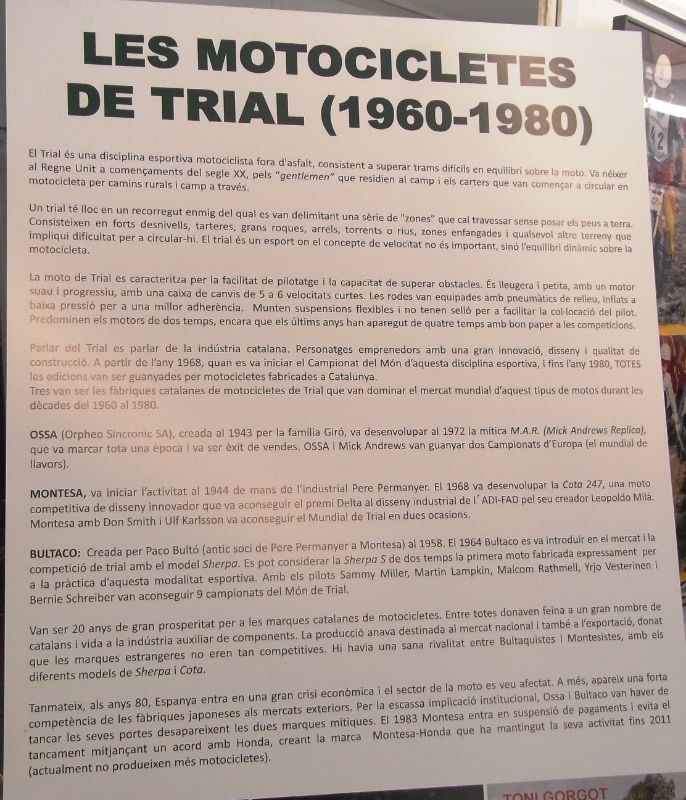 LES MOTOCICLETES
DE TRIAL (1960-1980)
El Trial és una disciplina esportiva motociclista fora d'asfalt, consistent a superar trams difícils en equilibri sobre la moto. Va néixer
al Regne Unit a començaments del segle XX, pels "gentlemen" que residien al camp i els carters que van començar a circular en
motocicleta per camins rurals i camp a través.
Un trial té lloc en un recorregut enmig del qual es van delimitant una sèrie de "zones" que cal travessar sense posar els peus a terra.
Consisteixen en forts desnivells, tarteres, grans roques, arrels, torrents o rius, zones enfangades i qualsevol altre terreny que
impliqui dificultat per a circular-hi. El trial és un esport on el concepte de velocitat no és important, sinó l'equilibri dinàmic sobre la
motocicleta.
La moto de Trial es caracteritza per la facilitat de pilotatge i la capacitat de superar obstacles. És lleugera i petita, amb un motor
suau i progressiu, amb una caixa de canvis de 5 a 6 velocitats curtes. Les rodes van equipades amb pneumàtics de relleu, inflats a
baixa pressió per a una millor adherència. Munten suspensions flexibles i no tenen selló per a facilitar la col·locació del pilot.
Predominen els motors de dos temps, encara que els últims anys han aparegut de quatre temps amb bon paper a les competicions.
Parlar del Trial es parlar de la indústria catalana. Personatges emprenedors amb una gran innovació, disseny i qualitat de
construcció. A partir de l'any 1968, quan es va iniciar el Campionat del Món d'aquesta disciplina esportiva, i fins l'any 1980, TOTES
les edicions van ser guanyades per motocicletes fabricades a Catalunya.
Tres van ser les fàbriques catalanes de motocicletes de Trial que van dominar el mercat mundial d'aquest tipus de motos durant les
dècades del 1960 al 1980.
OSSA (Orpheo Sincronic SA), creada al 1943 per la família Giró, va desenvolupar al 1972 la mítica M.A.R. (Mick Andrews Replica),
que va marcar tota una època i va ser èxit de vendes. OSSA i Mick Andrews van guanyar dos Campionats d'Europa (el mundial de
llavors).
MONTESA, va iniciar l'activitat al 1944 de mans de l'industrial Pere Permanyer. El 1968 va desenvolupar la Cota 247, una moto
competitiva de disseny innovador que va aconseguir el premi Delta al disseny industrial de l´ADI-FAD pel seu creador Leopoldo Milà.
Montesa amb Don Smith i Ulf Karlsson va aconseguir el Mundial de Trial en dues ocasions.
BULTACO: Creada per Paco Bultó (antic soci de Pere Permanyer a Montesa) al 1958. El 1964 Bultaco es va introduir en el mercat i la
competició de trial amb el model Sherpa. Es pot considerar la Sherpa S de dos temps la primera moto fabricada expressament per
a la pràctica d'aquesta modalitat esportiva. Amb els pilots Sammy Miller, Martin Lampkin, Malcom Rathmell, Yrjo Vesterinen i
Bernie Schreiber van aconseguir 9 campionats del Món de Trial.
Van ser 20 anys de gran prosperitat per a les marques catalanes de motocicletes. Entre totes donaven feina a un gran nombre de
catalans i vida a la indústria auxiliar de components. La producció anava destinada al mercat nacional i també a l'exportació, donat
que les marques estrangeres no eren tan competitives. Hi havia una sana rivalitat entre Bultaquistes i Montesistes, amb els
diferents models de Sherpa i Cota.
Tanmateix, als anys 80, Espanya entra en una gran crisi econòmica i el sector de la moto es veu afectat. A més, apareix una forta
competència de les fàbriques japoneses als mercats exteriors. Per la escassa implicació institucional, Ossa i Bultaco van haver de
tancar les seves portes desapareixent les dues marques mítiques. El 1983 Montesa entra en suspensió de pagaments i evita el
tancament mitjançant un acord amb Honda, creant la marca Montesa-Honda que ha mantingut la seva activitat fins 2011
(actualment no produeixen més motocicletes).
TONI GORGOT